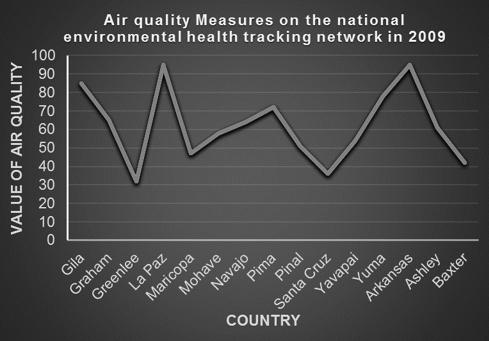 Air quality Measures on the national
environmental health tracking network in 2009
VALUE OF AIR QUALITY
100
90
80
70
60
50
40
30
20
10
0
Gila
Graham
Greenlee
La Paz
Maricopa
Mohave
Navajo
Pima
Pinal
Santa Cruz
Yavapai
Yuma
Arkansas
Ashley
Baxter
COUNTRY